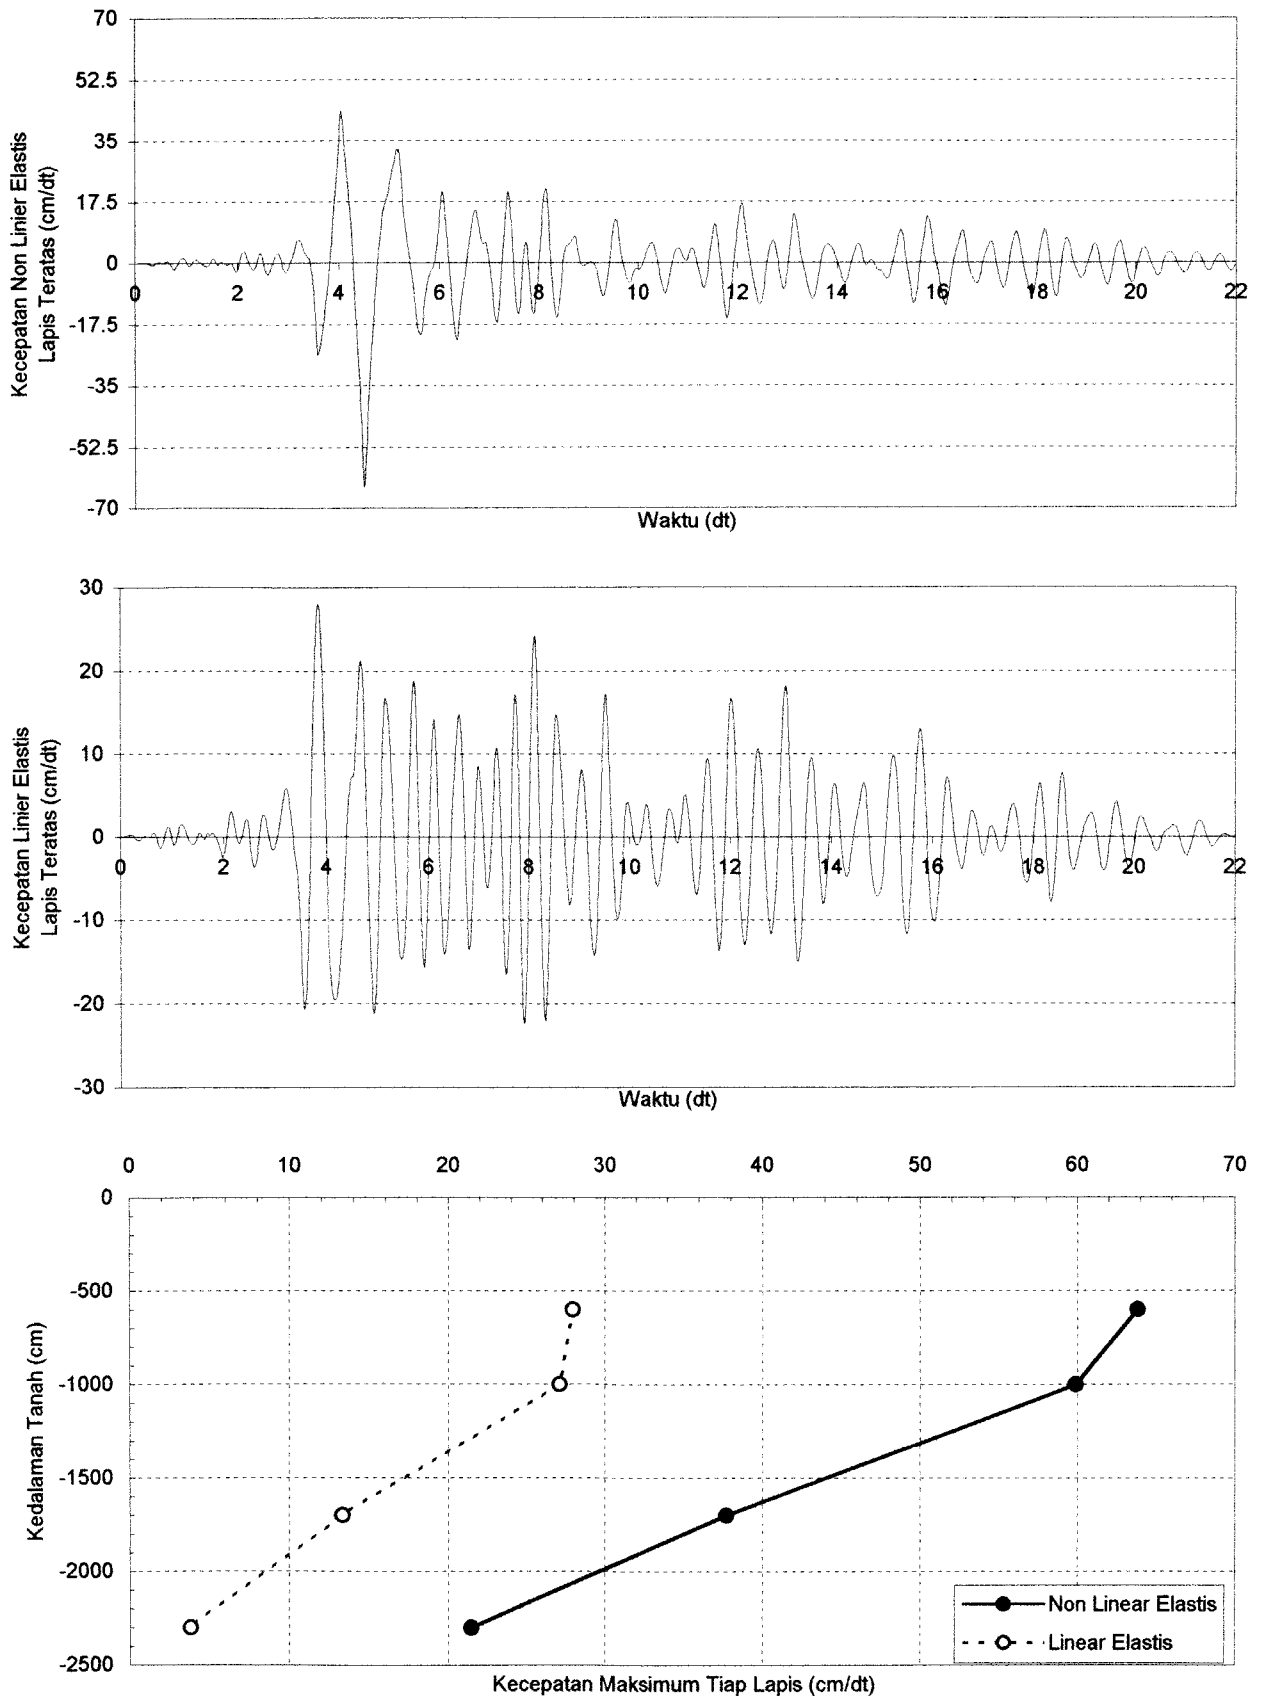 70
52.5
35
17.5
0
-17.5
-35
-52.5
-70
Kecepatan Non Linier Elastis
Lapis Teratas (cm/dt)
0 2 4 6 8 10 12 14 16 18 20 22
Waktu (dt)
30
20
10
0
-10
-20
-30
Kecepatan Linier Elastis
Lapis Teratas (cm/dt)
0 2 4 6 8 10 12 14 16 18 20 22
Waktu (dt)
0 10 20 30 40 50 60 70
0
-500
-1000
-1500
-2000
-2500
Kedalaman Tanah (cm)
Non Linear Elastis
Linear Elastis
Kecepatan Maksimum Tiap Lapis (cm/dt)